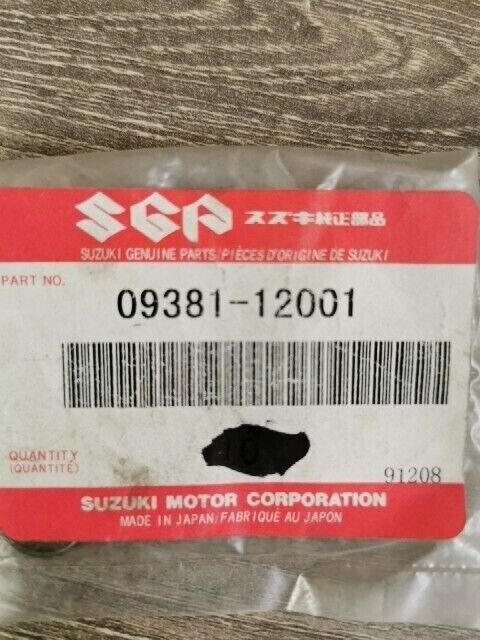 SGP スズキ純正部品
SUZUKI GENUINE PARTS/PIÈCES D'ORIGINE DE SUZUKI
PART NO.
09381-12001
QUANTITY
(QUANTITÉ)
91208
SUZUKI MOTOR CORPORATION
MADE IN JAPAN/FABRIQUÉ AU JAPON